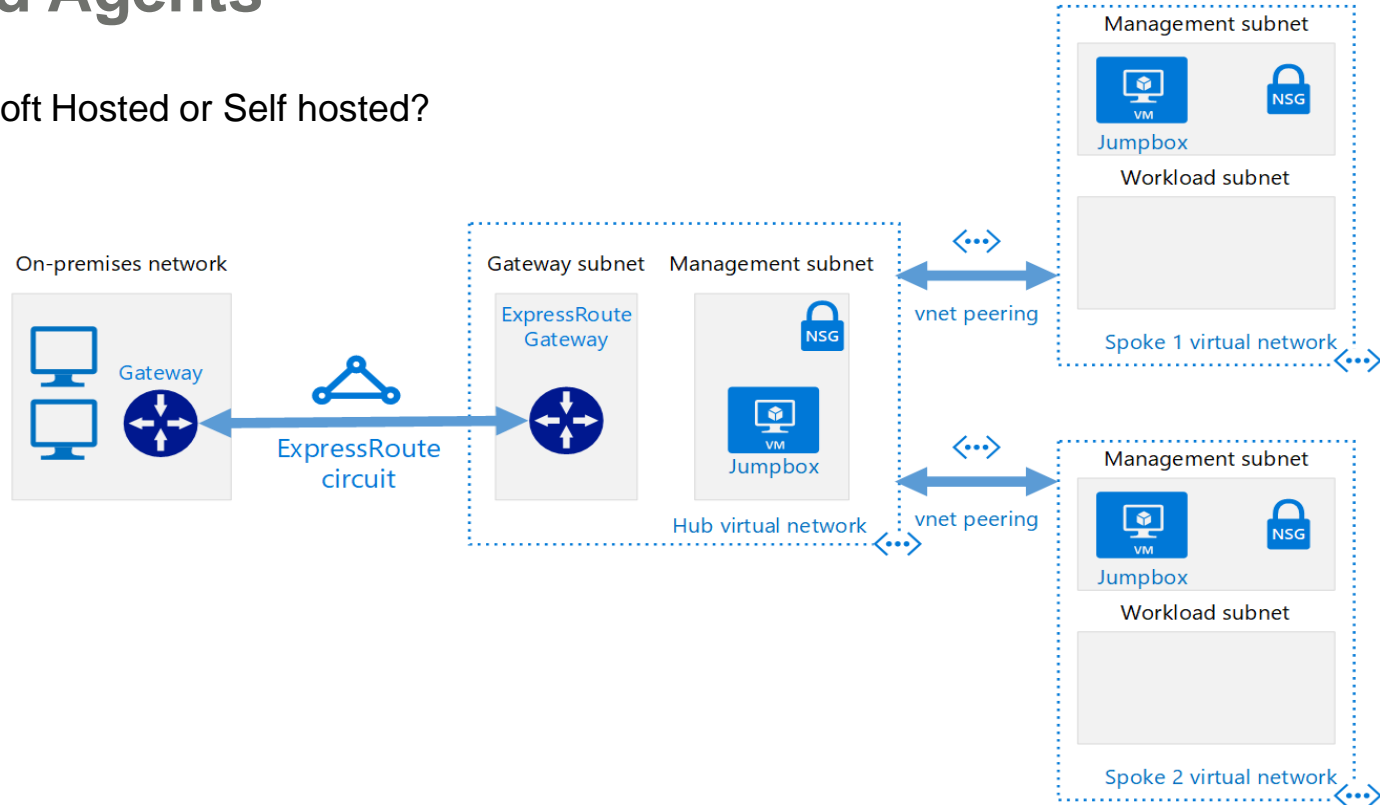 d Agents
oft Hosted or Self hosted?
On-premises network
Gateway
ExpressRoute
circuit
Gateway subnet
ExpressRoute
Gateway
Management subnet
NSG
VM
Jumpbox
Hub virtual network
vnet peering
vnet peering
Management subnet
VM
Jumpbox
NSG
Workload subnet
Spoke 1 virtual network
Management subnet
VM
Jumpbox
NSG
Workload subnet
Spoke 2 virtual network